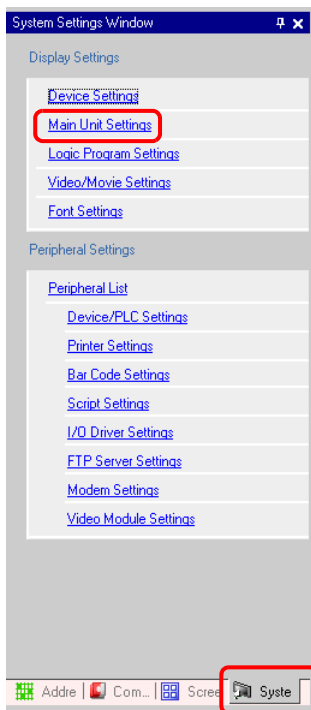 System Settings Window
Display Settings
Device Settings
Main Unit Settings
Logic Program Settings
Video/Movie Settings
Font Settings
Peripheral Settings
Peripheral List
Device/PLC Settings
Printer Settings
Bar Code Settings
Script Settings
I/O Driver Settings
FTP Server Settings
Modem Settings
Video Module Settings
Addre Com... Scree Syste